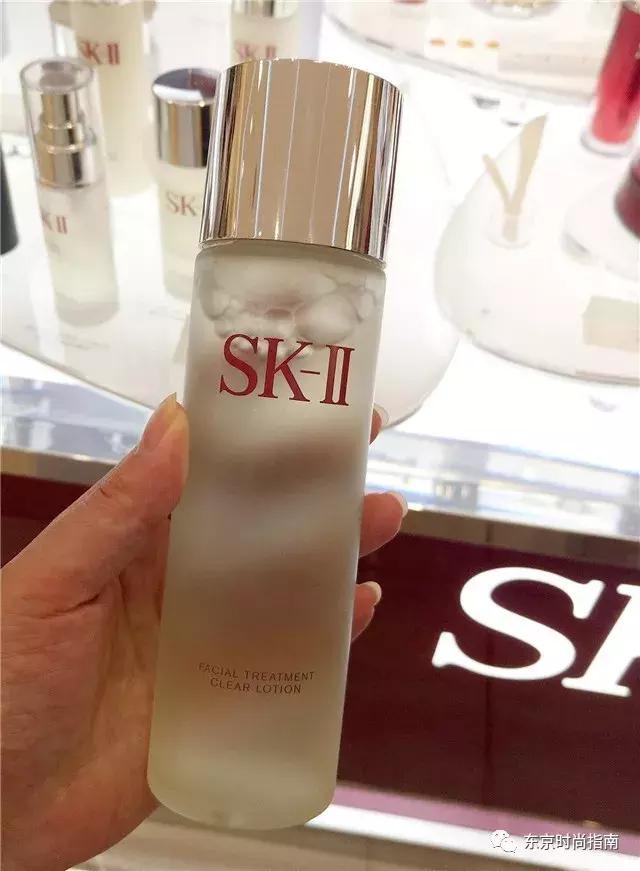 SK-II
SK-II
K-II
SK
SK-II
FACIAL TREATMENT
CLEAR LOTION
SK
东京时尚指南